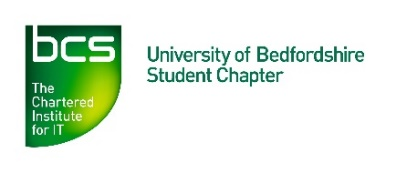 bcs
The
Chartered
Institute
for IT
University of Bedfordshire
Student Chapter